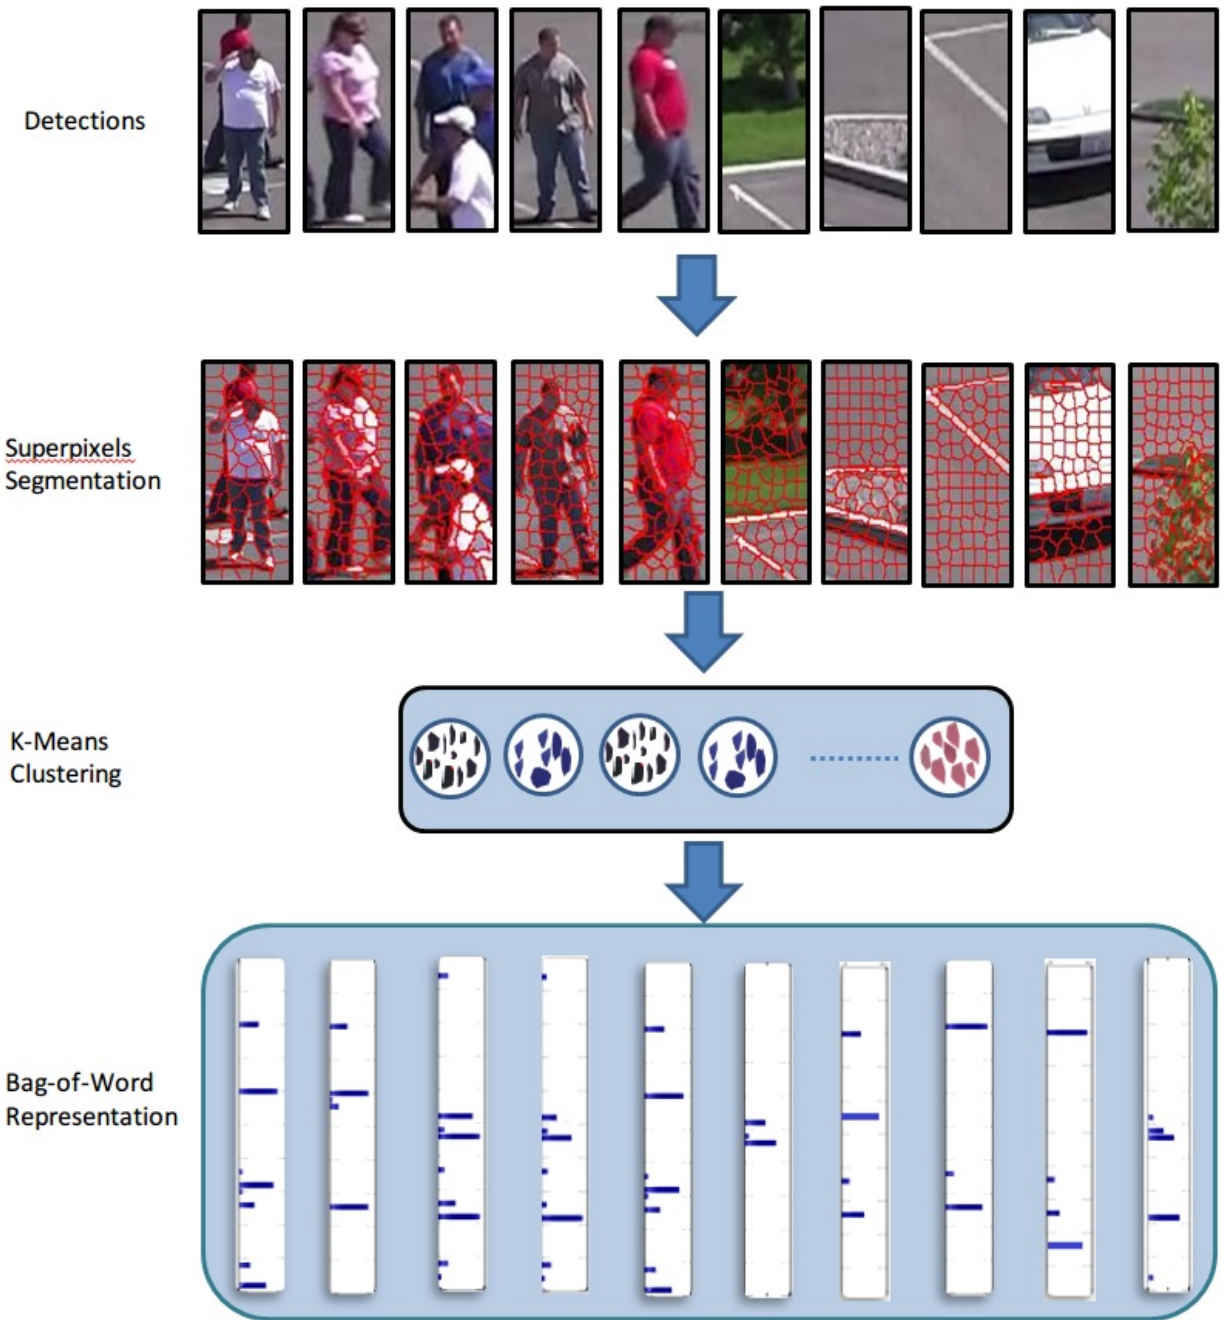 Detections
Superpixels
Segmentation
K-Means
Clustering
Bag-of-Word
Representation